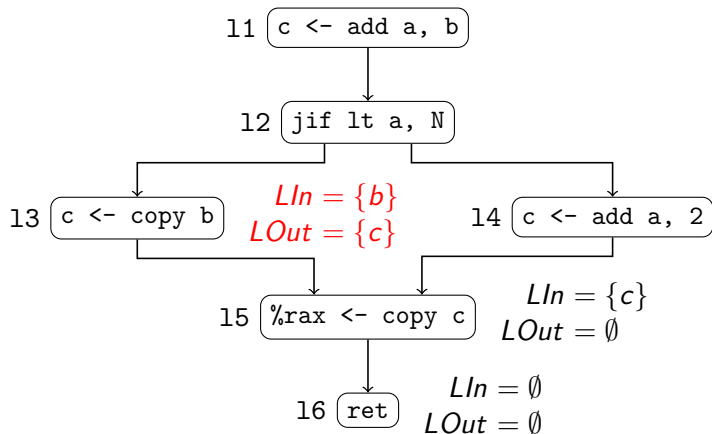 l1 c <- add a, b
l2 jif lt a, N
l3 c <- copy b
LIn = {b}
LOut = {c}
l4 c <- add a, 2
l5 %rax <- copy c
LIn = {c}
LOut = ∅
l6 ret
LIn = ∅
LOut = ∅